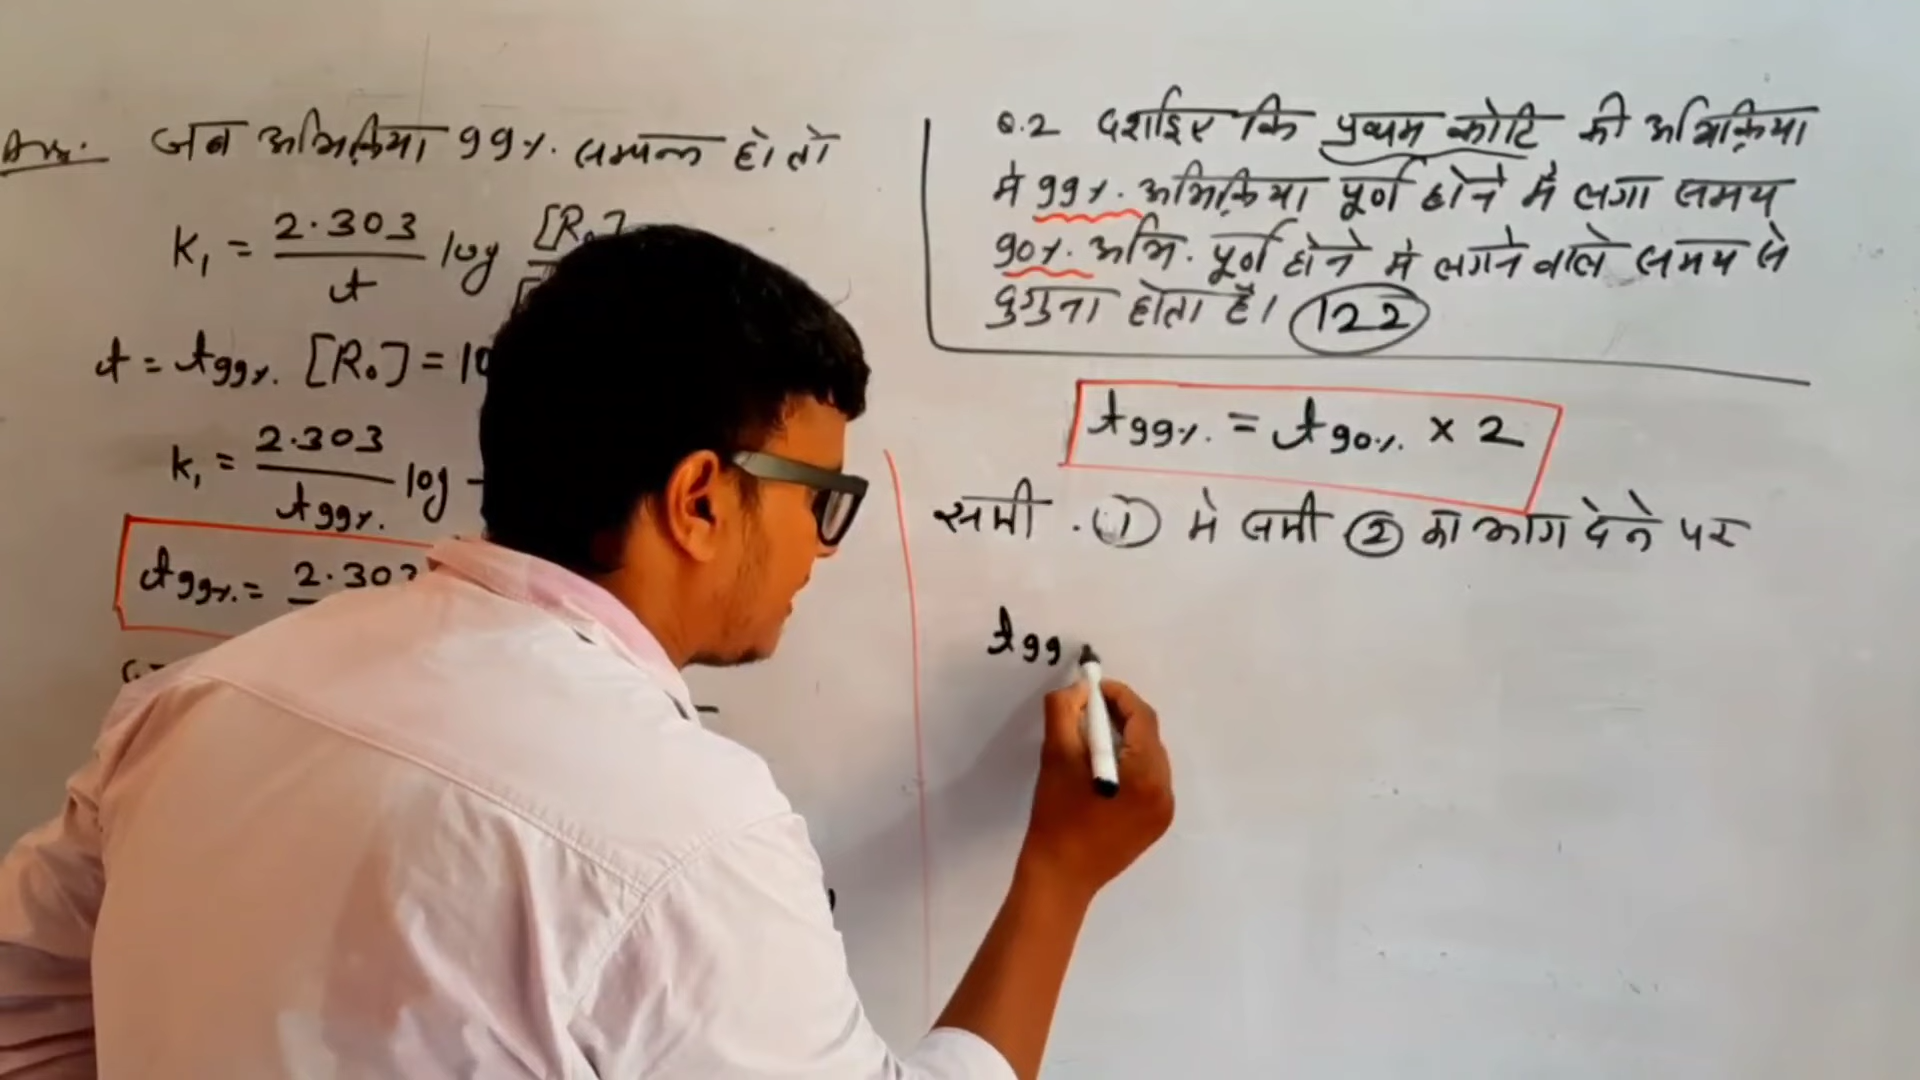 Ans. जब अभिक्रिया 99%. सम्पन्न हो तो
K₁ = 2.303 / t log [R₀]
t = t99%. [R₀] = 10
K₁ = 2.303 / t99%. log
t99%. = 2.303
Q.2 दर्शाइए कि प्रथम कोटि की अभिक्रिया
मे 99%. अभिक्रिया पूर्ण होने मे लगा समय
90%. अभि. पूर्ण होने मे लगने वाले समय से
दुगुना होता है। 122
t99%. = t90%. × 2
समी. ① मे समी ② का भाग देने पर
t99